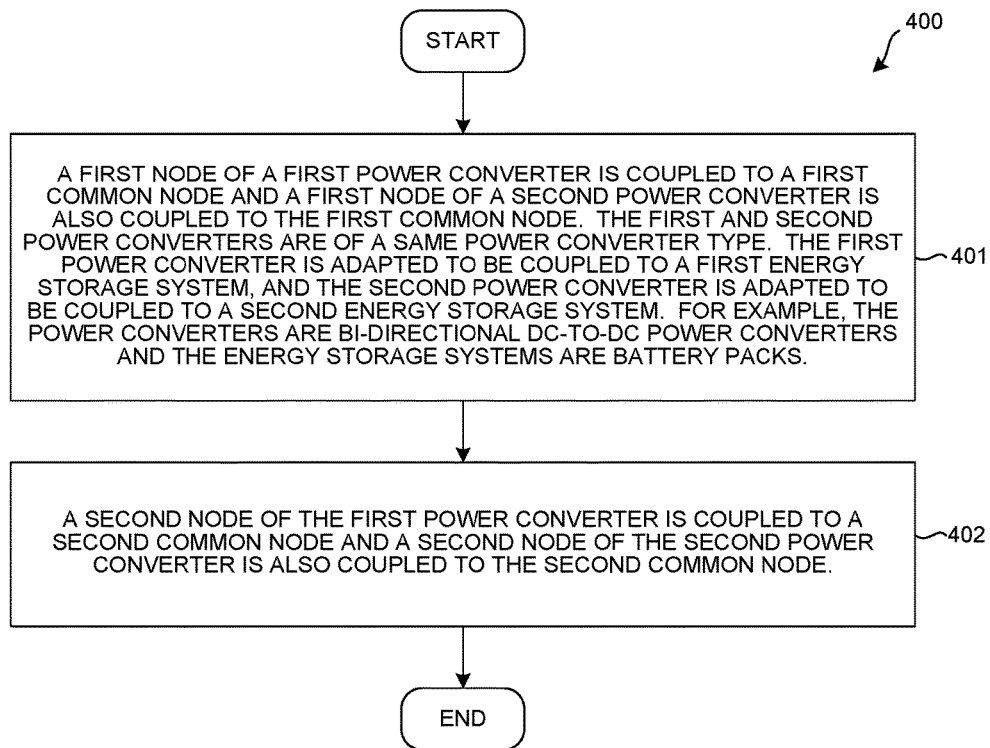 START
400
A FIRST NODE OF A FIRST POWER CONVERTER IS COUPLED TO A FIRST
COMMON NODE AND A FIRST NODE OF A SECOND POWER CONVERTER IS
ALSO COUPLED TO THE FIRST COMMON NODE. THE FIRST AND SECOND
POWER CONVERTERS ARE OF A SAME POWER CONVERTER TYPE. THE FIRST
POWER CONVERTER IS ADAPTED TO BE COUPLED TO A FIRST ENERGY
STORAGE SYSTEM, AND THE SECOND POWER CONVERTER IS ADAPTED TO
BE COUPLED TO A SECOND ENERGY STORAGE SYSTEM. FOR EXAMPLE, THE
POWER CONVERTERS ARE BI-DIRECTIONAL DC-TO-DC POWER CONVERTERS
AND THE ENERGY STORAGE SYSTEMS ARE BATTERY PACKS.
401
A SECOND NODE OF THE FIRST POWER CONVERTER IS COUPLED TO A
SECOND COMMON NODE AND A SECOND NODE OF THE SECOND POWER
CONVERTER IS ALSO COUPLED TO THE SECOND COMMON NODE.
402
END